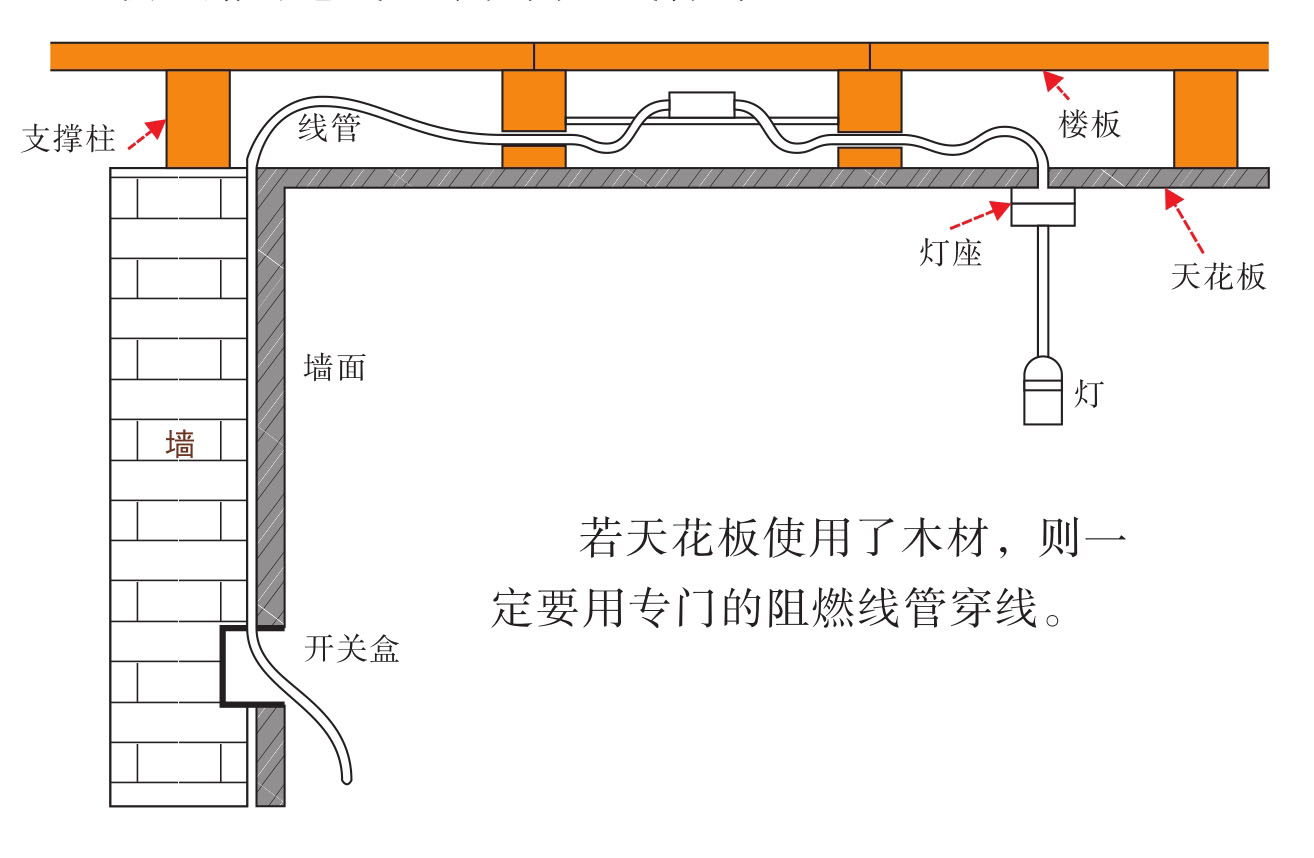 支撑柱
线管
楼板
灯座
天花板
墙面
灯
墙
若天花板使用了木材，则一
定要用专门的阻燃线管穿线。
开关盒